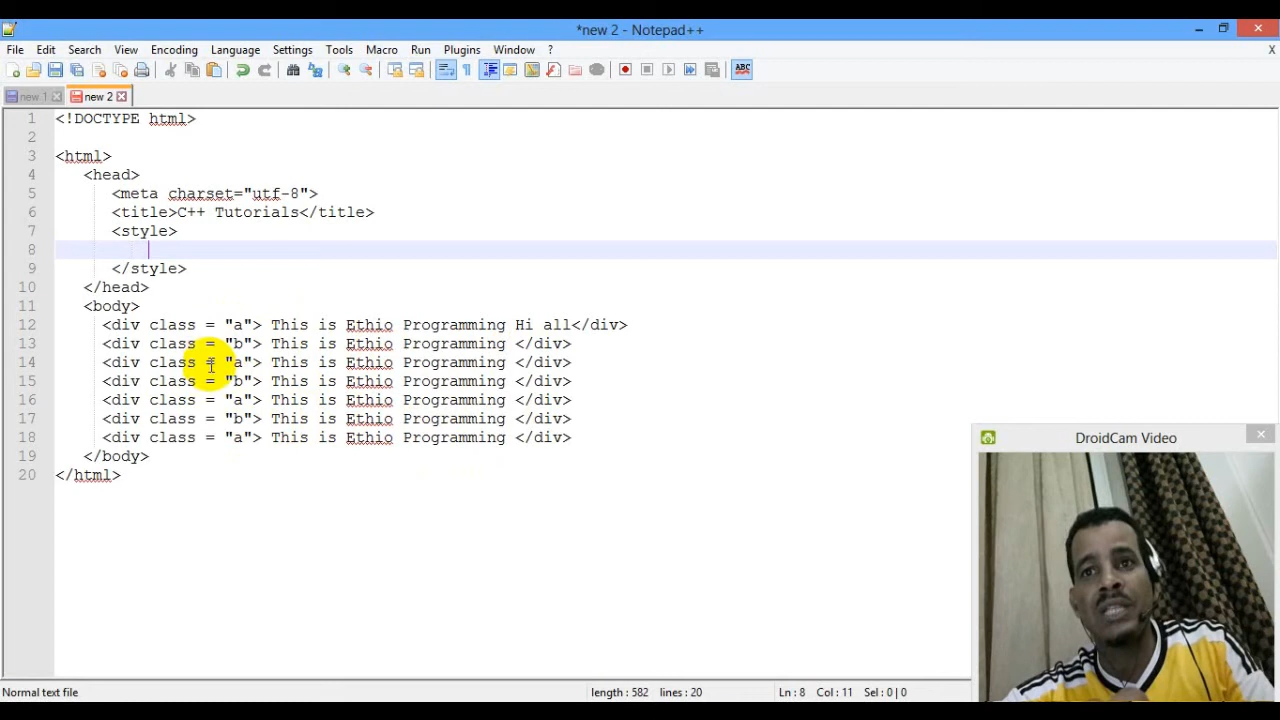 *new 2 - Notepad++
File Edit Search View Encoding Language Settings Tools Macro Run Plugins Window ? X
ABC
new 1 new 2
1 <!DOCTYPE html>
2
3 <html>
4 <head>
5 <meta charset="utf-8">
6 <title>C++ Tutorials</title>
7 <style>
8
9 </style>
10 </head>
11 <body>
12 <div class = "a"> This is Ethio Programming Hi all</div>
13 <div class = "b"> This is Ethio Programming </div>
14 <div class = "a"> This is Ethio Programming </div>
15 <div class = "b"> This is Ethio Programming </div>
16 <div class = "a"> This is Ethio Programming </div>
17 <div class = "b"> This is Ethio Programming </div>
18 <div class = "a"> This is Ethio Programming </div>
19 </body>
20 </html>
DroidCam Video
Normal text file length : 582 lines : 20 Ln : 8 Col : 11 Sel : 0 | 0